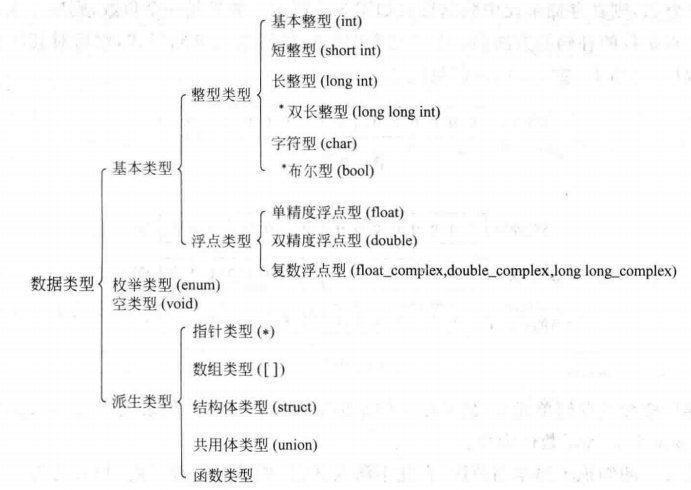 基本整型 (int)
短整型 (short int)
长整型 (long int)
整型类型
*双长整型 (long long int)
字符型 (char)
基本类型
*布尔型 (bool)
单精度浮点型 (float)
浮点类型
双精度浮点型 (double)
复数浮点型 (float_complex,double_complex,long long_complex)
数据类型
枚举类型 (enum)
空类型 (void)
指针类型 (*)
数组类型 ([ ])
派生类型
结构体类型 (struct)
共用体类型 (union)
函数类型